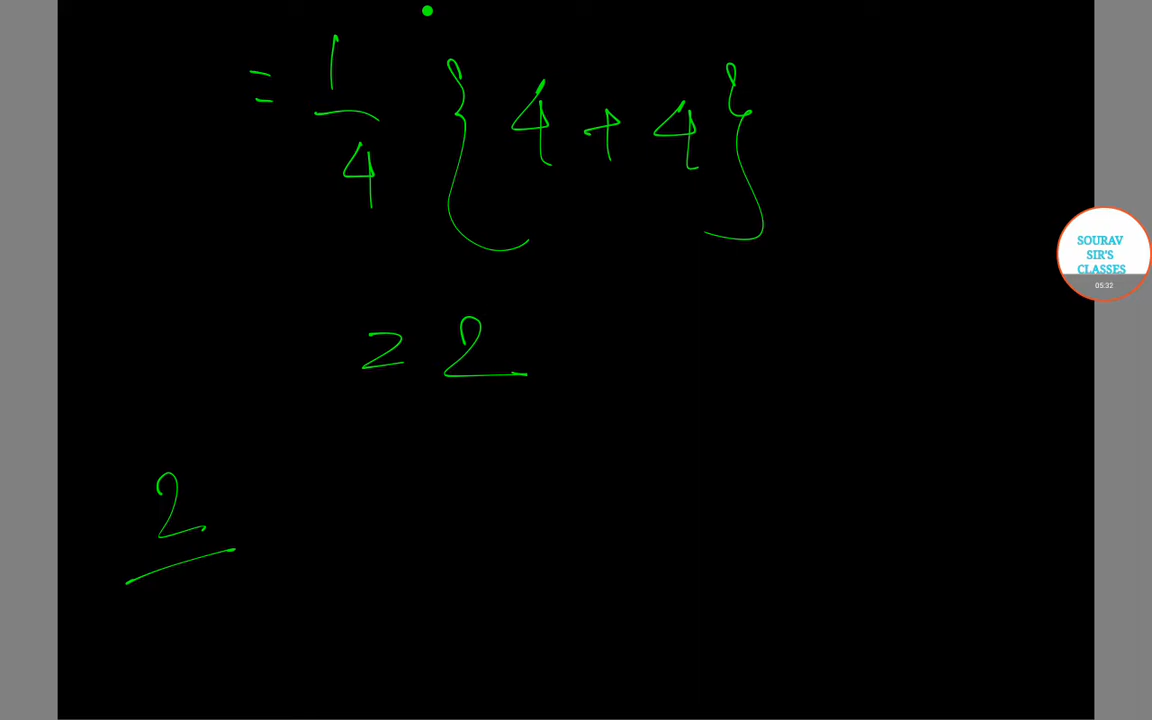 = 1/4 {4 + 4}
= 2
2
SOURAV
SIR'S
CLASSES
05:32